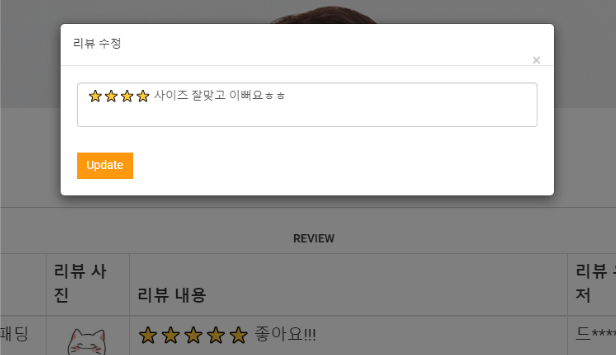 리뷰 수정
×
⭐⭐⭐⭐ 사이즈 잘맞고 이뻐요ㅎㅎ
Update
REVIEW
리뷰 사
진
리뷰 내용
리뷰 유
저
패딩
⭐⭐⭐⭐⭐ 좋아요!!!
드****